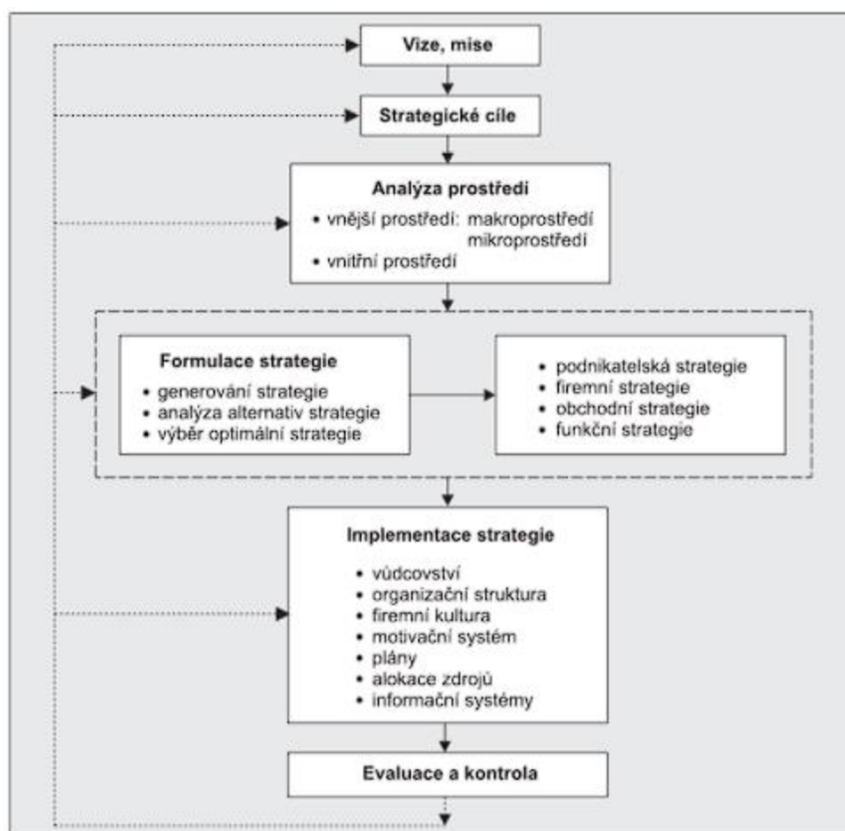 Vize, mise
Strategické cíle
Analýza prostředí
• vnější prostředí: makroprostředí
mikroprostředí
• vnitřní prostředí
Formulace strategie
• generování strategie
• analýza alternativ strategie
• výběr optimální strategie
• podnikatelská strategie
• firemní strategie
• obchodní strategie
• funkční strategie
Implementace strategie
• vůdcovství
• organizační struktura
• firemní kultura
• motivační systém
• plány
• alokace zdrojů
• informační systémy
Evaluace a kontrola